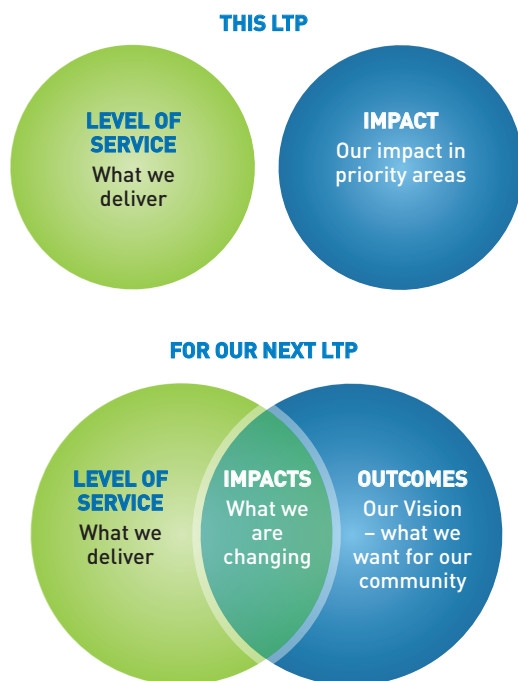 THIS LTP
LEVEL OF
SERVICE
What we
deliver
IMPACT
Our impact in
priority areas
FOR OUR NEXT LTP
LEVEL OF
SERVICE
What we
deliver
IMPACTS
What we
are
changing
OUTCOMES
Our Vision
– what we
want for our
community